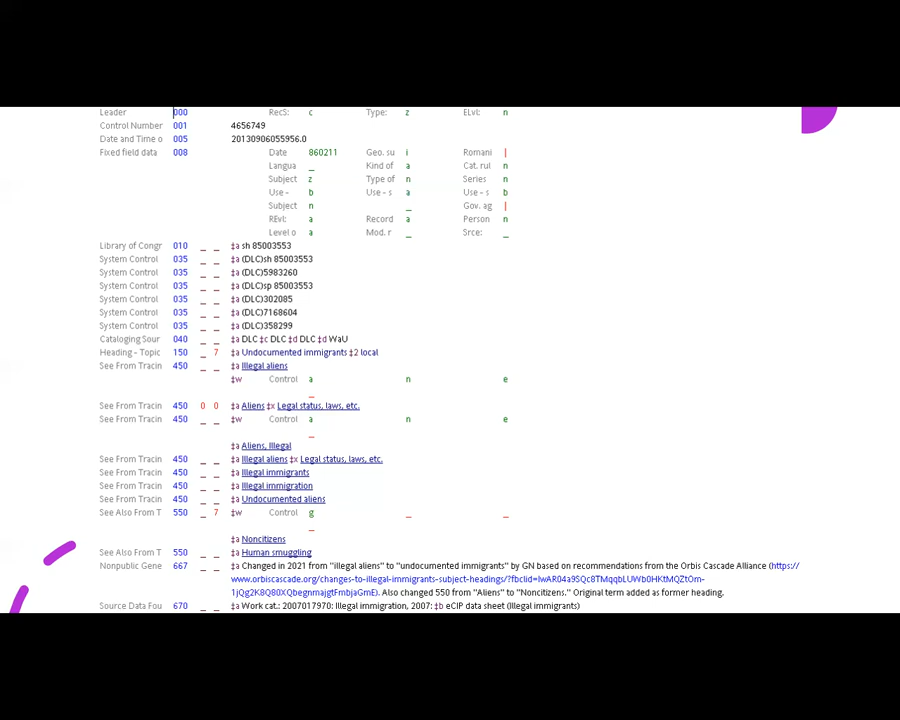 Leader 000 RecS: c Type: z ELvl: n
Control Number 001 4656749
Date and Time o 005 20130906055956.0
Fixed field data 008 Date 860211 Geo. su i Romani |
Langua _ Kind of a Cat. rul n
Subject z Type of n Series n
Use - b Use - s a Use - s b
Subject n _ Gov. ag |
REvl: a Record a Person n
Level o a Mod. r _ Srce: _
Library of Congr 010 _ _ ‡a sh 85003553
System Control 035 _ _ ‡a (DLC)sh 85003553
System Control 035 _ _ ‡a (DLC)5983260
System Control 035 _ _ ‡a (DLC)sp 85003553
System Control 035 _ _ ‡a (DLC)302085
System Control 035 _ _ ‡a (DLC)7168604
System Control 035 _ _ ‡a (DLC)358299
Cataloging Sour 040 _ _ ‡a DLC ‡c DLC ‡d DLC ‡d WaU
Heading - Topic 150 _ 7 ‡a Undocumented immigrants ‡2 local
See From Tracin 450 _ _ ‡a Illegal aliens
‡w Control a n e
_
See From Tracin 450 0 0 ‡a Aliens ‡x Legal status, laws, etc.
See From Tracin 450 _ _ ‡w Control a n e
_
‡a Aliens, Illegal
See From Tracin 450 _ _ ‡a Illegal aliens ‡x Legal status, laws, etc.
See From Tracin 450 _ _ ‡a Illegal immigrants
See From Tracin 450 _ _ ‡a Illegal immigration
See From Tracin 450 _ _ ‡a Undocumented aliens
See Also From T 550 _ 7 ‡w Control g _ _
_
‡a Noncitizens
See Also From T 550 _ _ ‡a Human smuggling
Nonpublic Gene 667 _ _ ‡a Changed in 2021 from "illegal aliens" to "undocumented immigrants" by GN based on recommendations from the Orbis Cascade Alliance (https://
www.orbiscascade.org/changes-to-illegal-immigrants-subject-headings/?fbclid=IwAR04a9SQc8TMqqbLUWb0HKtMQZtOm-
1jQg2K8Q80XQbegnrnajgtFmbjaGmE). Also changed 550 from "Aliens" to "Noncitizens." Original term added as former heading.
Source Data Fou 670 _ _ ‡a Work cat.: 2007017970: Illegal immigration, 2007: ‡b eCIP data sheet (Illegal immigrants)